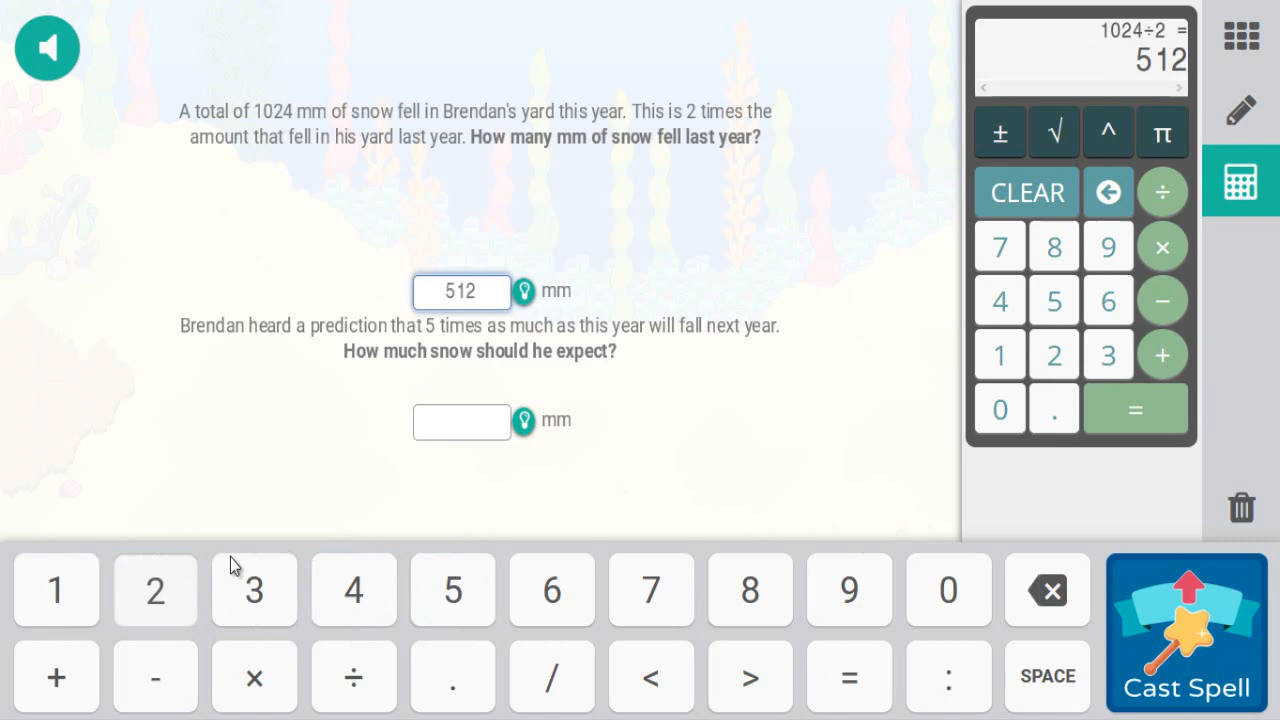 1024÷2 =
512
A total of 1024 mm of snow fell in Brendan's yard this year. This is 2 times the
amount that fell in his yard last year. How many mm of snow fell last year?
± √ ^ π
CLEAR ÷
7 8 9 ×
4 5 6 −
1 2 3 +
0 . =
512 mm
Brendan heard a prediction that 5 times as much as this year will fall next year.
How much snow should he expect?
mm
1 2 3 4 5 6 7 8 9 0
+ - × ÷ . / < > = : SPACE
Cast Spell